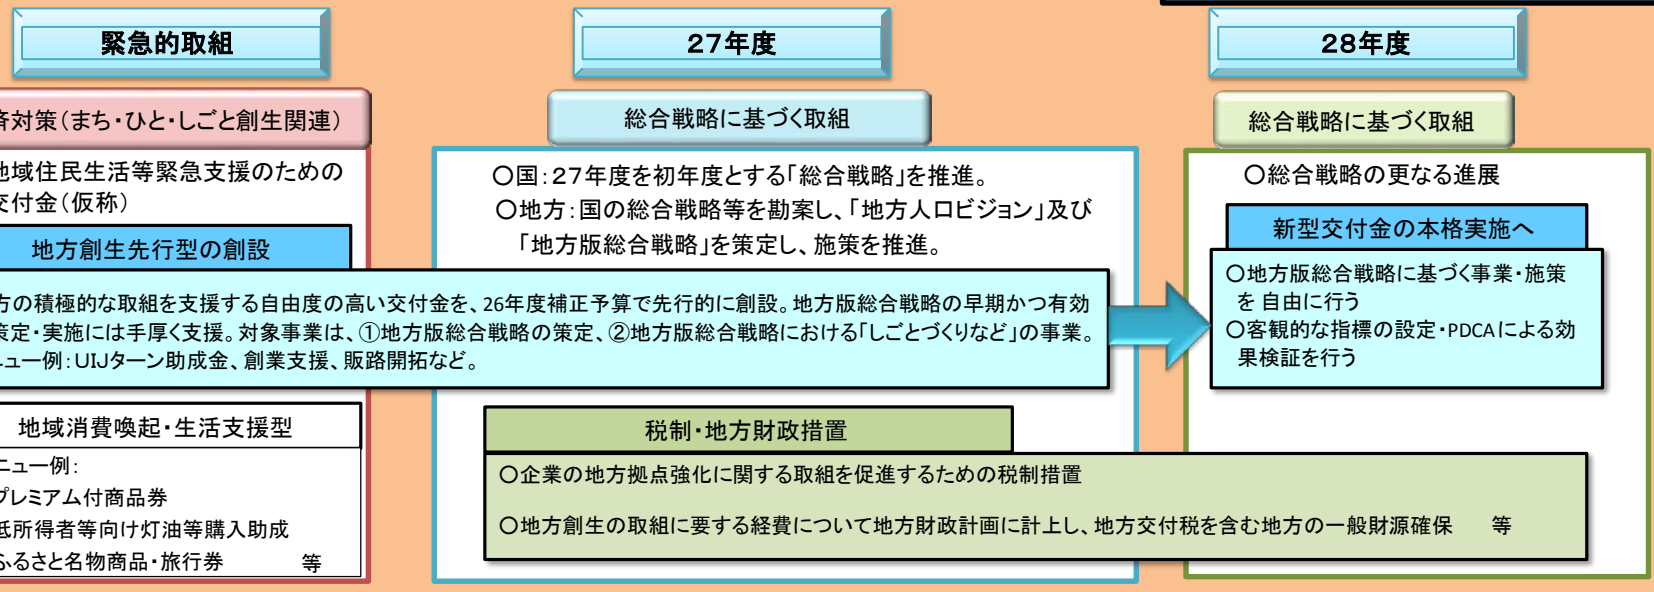 緊急的取組
済対策（まち・ひと・しごと創生関連）
地域住民生活等緊急支援のための
交付金（仮称）
地方創生先行型の創設
方の積極的な取組を支援する自由度の高い交付金を、26年度補正予算で先行的に創設。地方版総合戦略の早期かつ有効
策定・実施には手厚く支援。対象事業は、①地方版総合戦略の策定、②地方版総合戦略における「しごとづくりなど」の事業。
ニュー例：UIJターン助成金、創業支援、販路開拓など。
地域消費喚起・生活支援型
ニュー例：
プレミアム付商品券
低所得者等向け灯油等購入助成
ふるさと名物商品・旅行券　等
２７年度
総合戦略に基づく取組
○国：２７年度を初年度とする「総合戦略」を推進。
○地方：国の総合戦略等を勘案し、「地方人口ビジョン」及び
「地方版総合戦略」を策定し、施策を推進。
税制・地方財政措置
○企業の地方拠点強化に関する取組を促進するための税制措置
○地方創生の取組に要する経費について地方財政計画に計上し、地方交付税を含む地方の一般財源確保　等
２８年度
総合戦略に基づく取組
○総合戦略の更なる進展
新型交付金の本格実施へ
○地方版総合戦略に基づく事業・施策
を 自由に行う
○客観的な指標の設定・PDCAによる効
果検証を行う